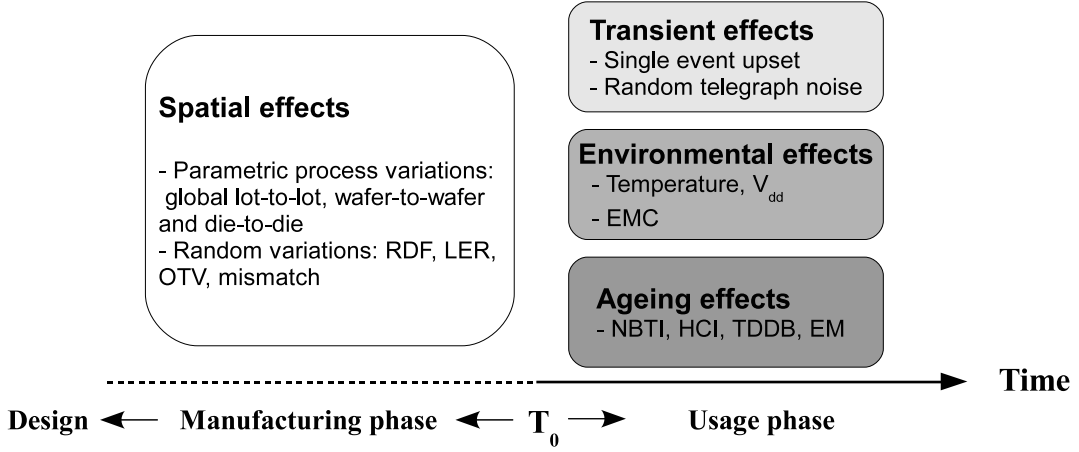 Spatial effects
- Parametric process variations:
global lot-to-lot, wafer-to-wafer
and die-to-die
- Random variations: RDF, LER,
OTV, mismatch
Transient effects
- Single event upset
- Random telegraph noise
Environmental effects
- Temperature, Vdd
- EMC
Ageing effects
- NBTI, HCI, TDDB, EM
Time
Design Manufacturing phase T0 Usage phase